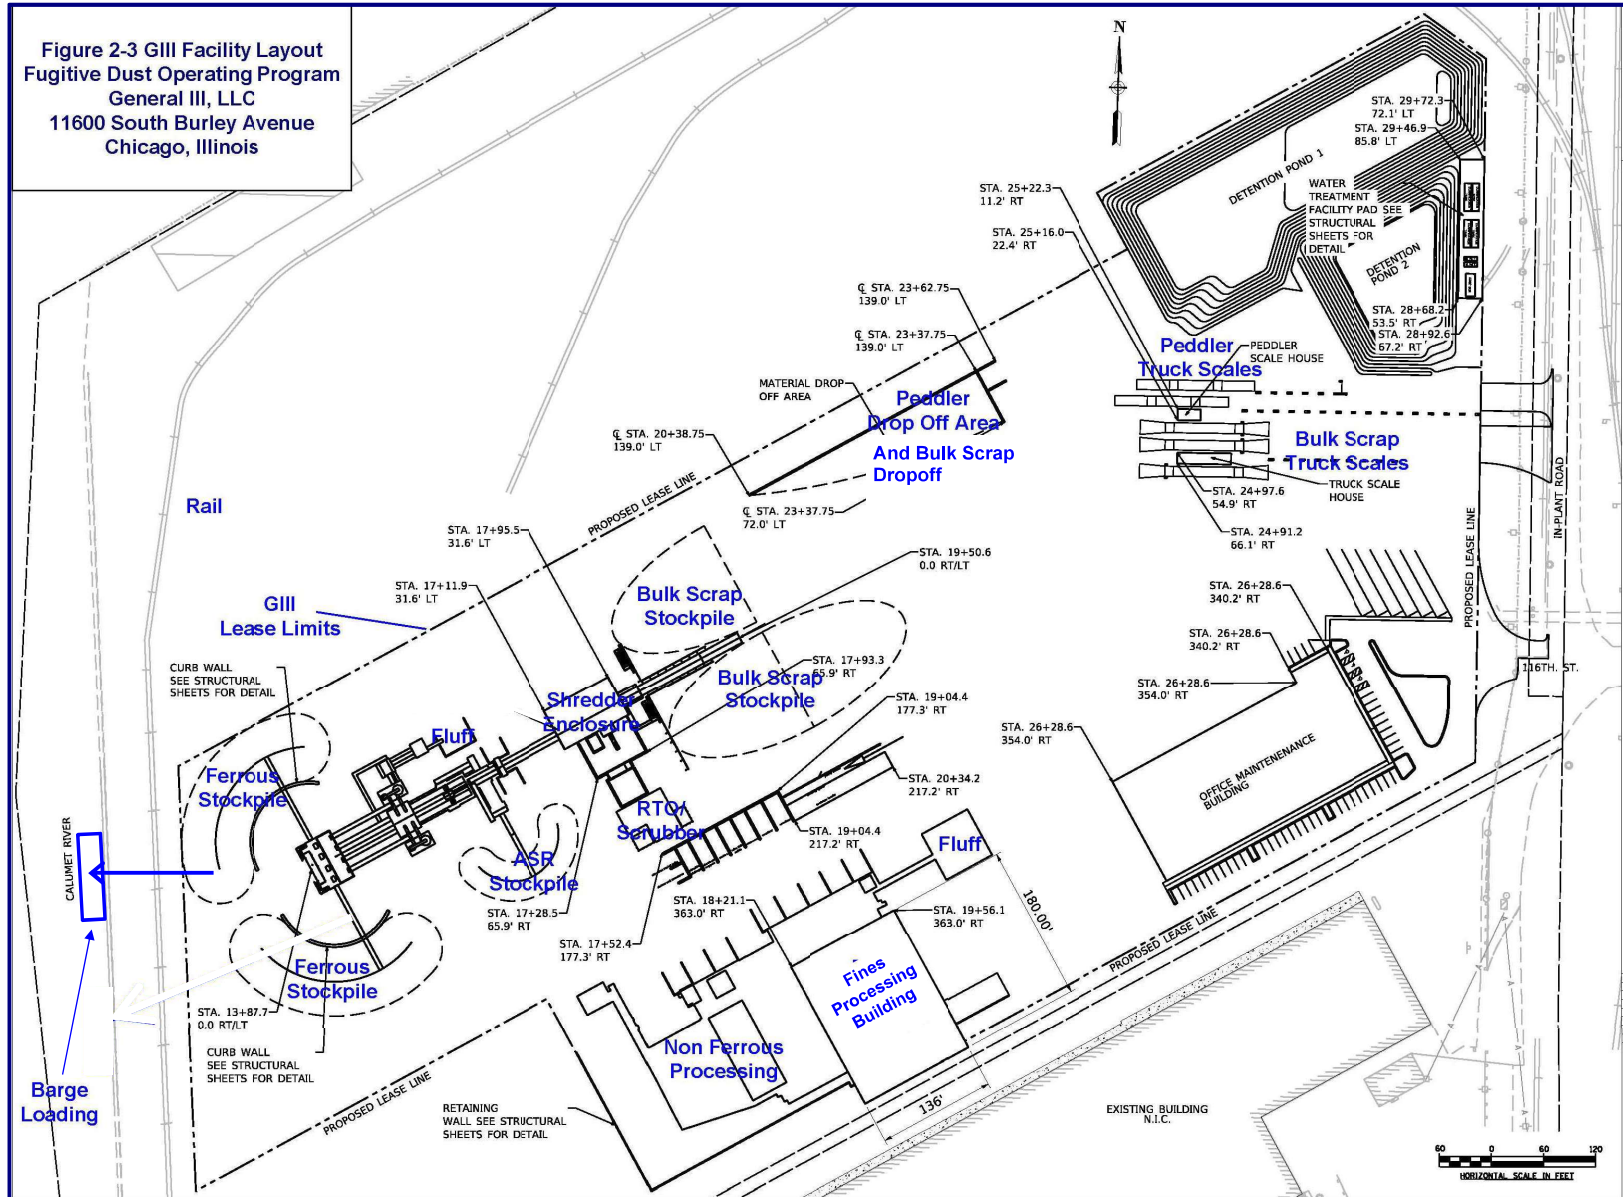 Figure 2-3 GIII Facility Layout
Fugitive Dust Operating Program
General III, LLC
11600 South Burley Avenue
Chicago, Illinois
N
STA. 29+72.3
72.1' LT
STA. 29+46.9
85.8' LT
DETENTION POND 1
WATER
TREATMENT
FACILITY PAD SEE
STRUCTURAL
SHEETS FOR
DETAIL
DETENTION
POND 2
STA. 25+22.3
11.2' RT
STA. 25+16.0
22.4' RT
STA. 28+68.2
53.5' RT
STA. 28+92.6
67.2' RT
℄ STA. 23+62.75
139.0' LT
℄ STA. 23+37.75
139.0' LT
Peddler
Truck Scales
PEDDLER
SCALE HOUSE
MATERIAL DROP
OFF AREA
Peddler
Drop Off Area
And Bulk Scrap
Dropoff
Bulk Scrap
Truck Scales
TRUCK SCALE
HOUSE
℄ STA. 20+38.75
139.0' LT
℄ STA. 23+37.75
72.0' LT
STA. 24+97.6
54.9' RT
STA. 24+91.2
66.1' RT
IN-PLANT ROAD
PROPOSED LEASE LINE
PROPOSED LEASE LINE
Rail
STA. 17+95.5
31.6' LT
STA. 19+50.6
0.0 RT/LT
STA. 17+11.9
31.6' LT
Bulk Scrap
Stockpile
GIII
Lease Limits
STA. 26+28.6
340.2' RT
STA. 26+28.6
340.2' RT
STA. 26+28.6
354.0' RT
STA. 26+28.6
354.0' RT
116TH. ST.
CURB WALL
SEE STRUCTURAL
SHEETS FOR DETAIL
STA. 17+93.3
65.9' RT
Bulk Scrap
Stockpile
Shredder
Enclosure
STA. 19+04.4
177.3' RT
Fluff
Ferrous
Stockpile
STA. 20+34.2
217.2' RT
OFFICE MAINTENENANCE
BUILDING
RTO/
Scrubber
STA. 19+04.4
217.2' RT
Fluff
CALUMET RIVER
ASR
Stockpile
STA. 17+28.5
65.9' RT
STA. 18+21.1
363.0' RT
STA. 19+56.1
363.0' RT
180.00'
STA. 17+52.4
177.3' RT
PROPOSED LEASE LINE
Ferrous
Stockpile
Fines
Processing
Building
STA. 13+87.7
0.0 RT/LT
CURB WALL
SEE STRUCTURAL
SHEETS FOR DETAIL
Non Ferrous
Processing
Barge
Loading
PROPOSED LEASE LINE
RETAINING
WALL SEE STRUCTURAL
SHEETS FOR DETAIL
136'
EXISTING BUILDING
N.I.C.
60 0 60 120
HORIZONTAL SCALE IN FEET